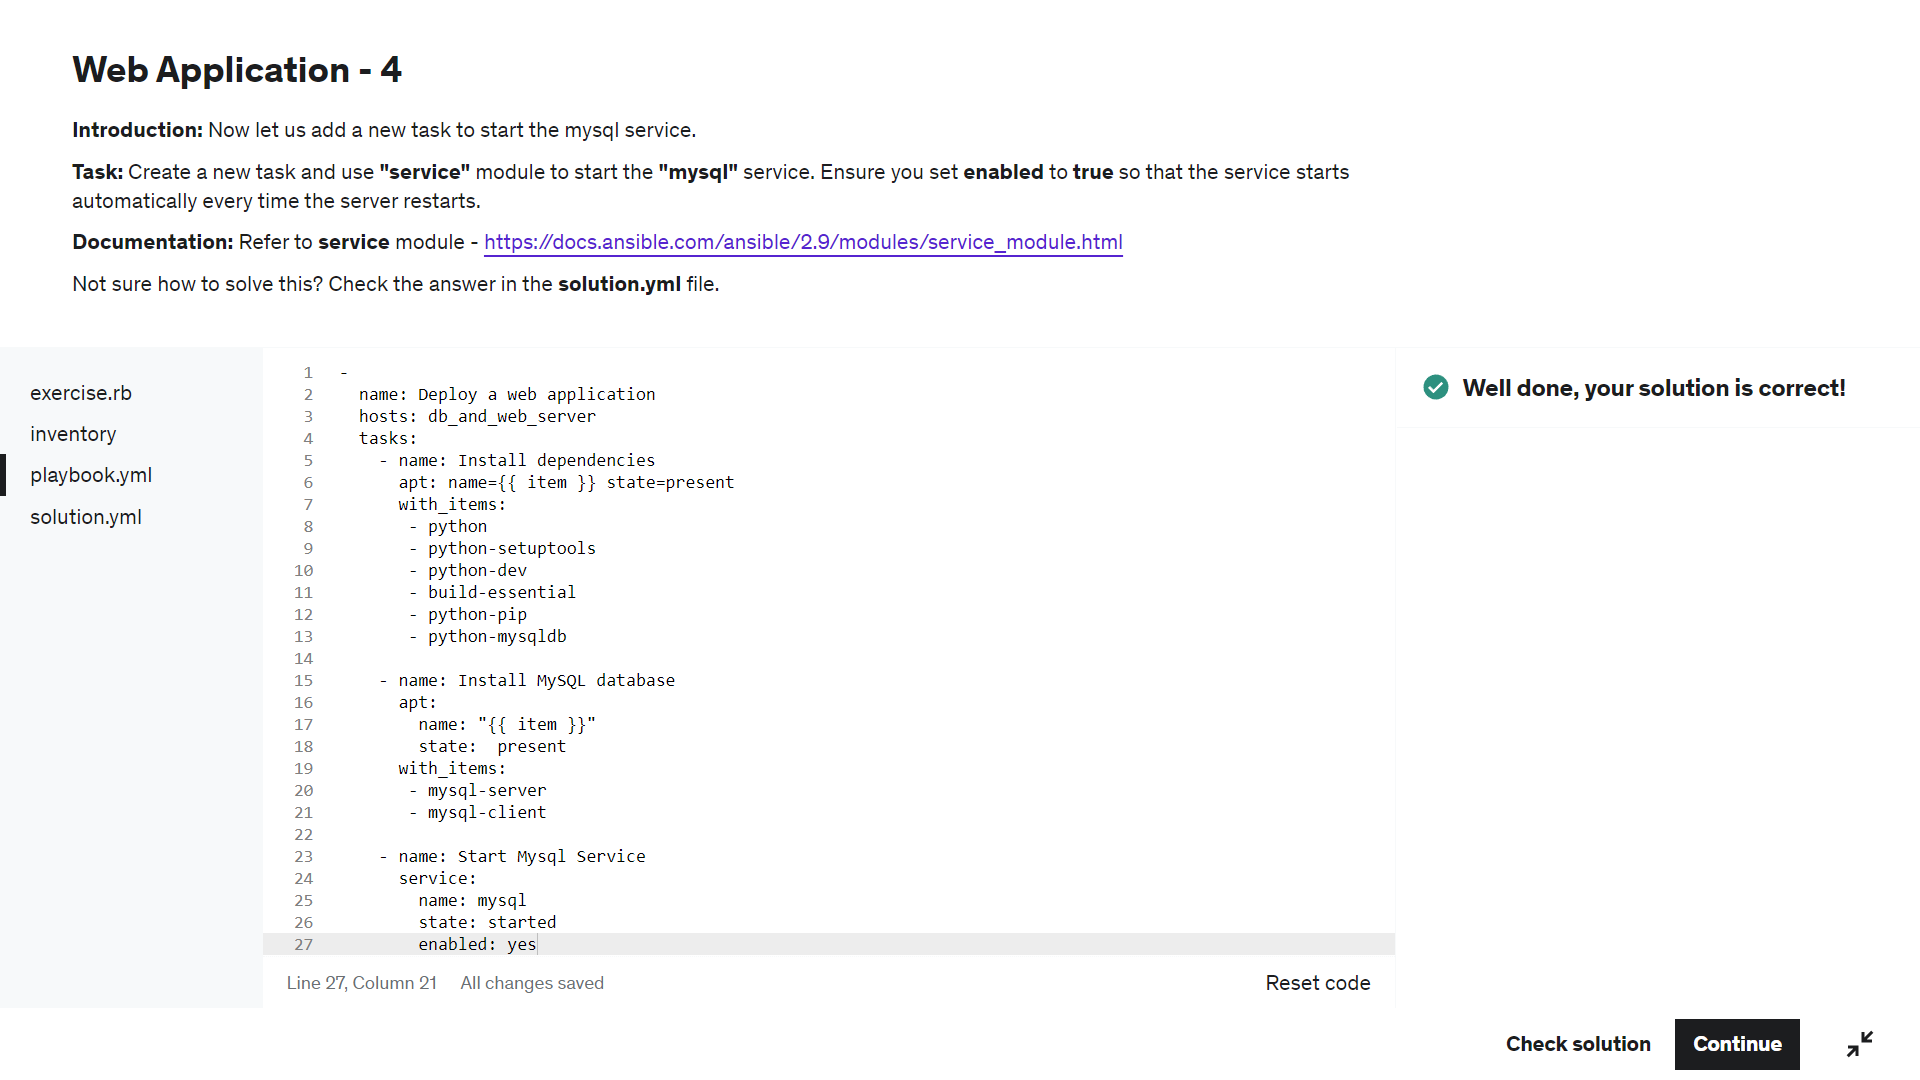 Web Application - 4
Introduction: Now let us add a new task to start the mysql service.
Task: Create a new task and use "service" module to start the "mysql" service. Ensure you set enabled to true so that the service starts
automatically every time the server restarts.
Documentation: Refer to service module - https://docs.ansible.com/ansible/2.9/modules/service_module.html
Not sure how to solve this? Check the answer in the solution.yml file.
exercise.rb
inventory
playbook.yml
solution.yml
1 -
2 name: Deploy a web application
3 hosts: db_and_web_server
4 tasks:
5 - name: Install dependencies
6 apt: name={{ item }} state=present
7 with_items:
8 - python
9 - python-setuptools
10 - python-dev
11 - build-essential
12 - python-pip
13 - python-mysqldb
14
15 - name: Install MySQL database
16 apt:
17 name: "{{ item }}"
18 state:  present
19 with_items:
20 - mysql-server
21 - mysql-client
22
23 - name: Start Mysql Service
24 service:
25 name: mysql
26 state: started
27 enabled: yes
Line 27, Column 21 All changes saved
Reset code
Well done, your solution is correct!
Check solution
Continue